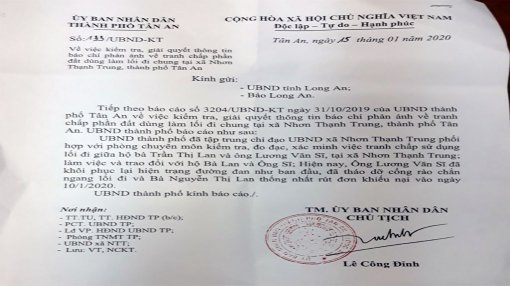 ỦY BAN NHÂN DÂN
THÀNH PHỐ TÂN AN
CỘNG HÒA XÃ HỘI CHỦ NGHĨA VIỆT NAM
Độc lập – Tự do – Hạnh phúc
Số: /UBND-KT
Tân An, ngày 15 tháng 01 năm 2020
Về việc kiểm tra, giải quyết thông tin
báo chí phản ánh về tranh chấp phần
đất dùng làm lối đi chung tại xã Nhơn
Thạnh Trung, thành phố Tân An
Kính gửi:
- UBND tỉnh Long An;
- Báo Long An.
Tiếp theo báo cáo số 3204/UBND-KT ngày 31/10/2019 của UBND thành
phố Tân An về việc kiểm tra, giải quyết thông tin báo chí phản ánh về tranh
chấp phần đất dùng làm lối đi chung tại xã Nhơn Thạnh Trung, thành phố Tân
An. UBND thành phố báo cáo như sau:
UBND thành phố đã tập trung chỉ đạo UBND xã Nhơn Thạnh Trung phối
hợp với phòng chuyên môn kiểm tra, đo đạc, xác minh việc tranh chấp sử dụng
lối đi giữa hộ bà Trần Thị Lan và ông Lương Văn Sĩ, tại xã Nhơn Thạnh Trung;
làm việc và trao đổi với hộ Bà Lan và Ông Sĩ; Hiện nay, Ông Lương Văn Sĩ đã
khôi phục lại hiện trạng đường đan như ban đầu, đã tháo dỡ cổng rào chắn
ngang lối đi và Bà Nguyễn Thị Lan thống nhất rút đơn khiếu nại vào ngày
10/1/2020.
UBND thành phố kính báo cáo./.
Nơi nhận:
- TT.TU, TT. HĐND TP (b/c);
- PCT. UBND TP;
- Lđ VP. HĐND UBND TP;
- Phòng TNMT TP;
- UBND xã NTT;
- Lưu: VT, NCKT.
TM. ỦY BAN NHÂN DÂN
CHỦ TỊCH
Lê Công Đỉnh